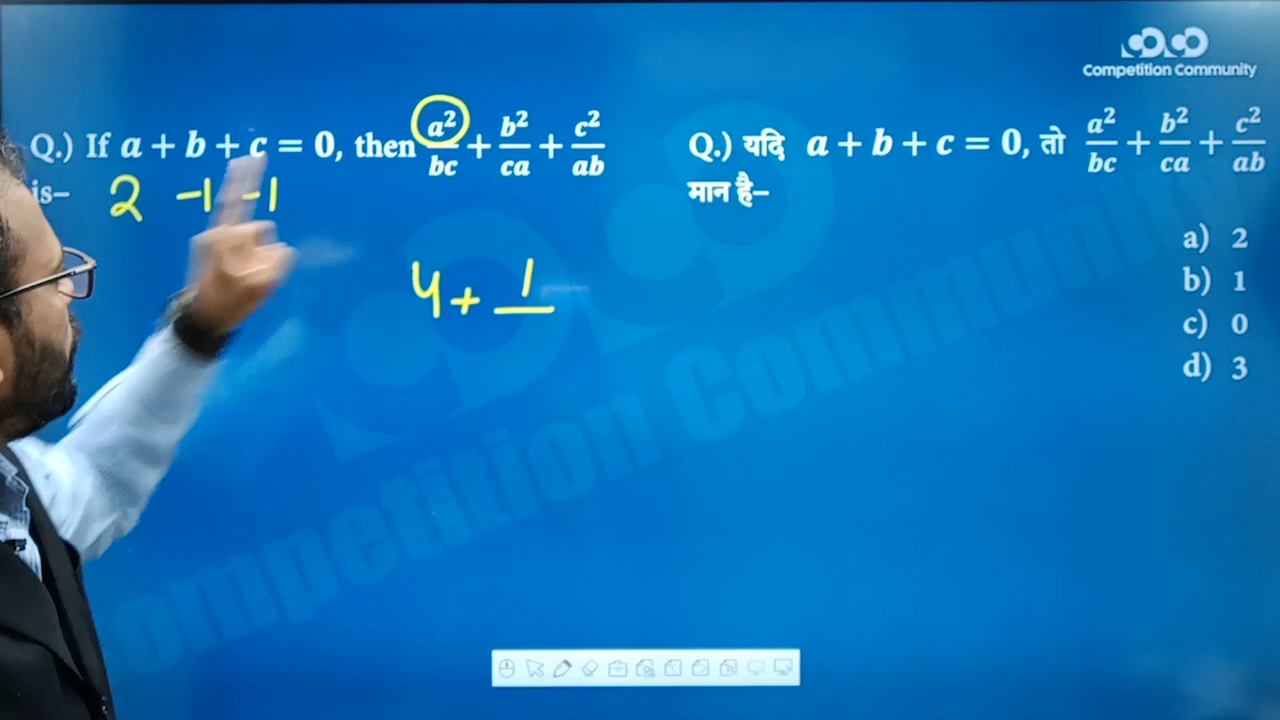 Competition Community
Q.) If a + b + c = 0, then a²/bc + b²/ca + c²/ab
is–
2 -1 -1
4 + 1
Q.) यदि a + b + c = 0, तो a²/bc + b²/ca + c²/ab
मान है–
a) 2
b) 1
c) 0
d) 3
Competition Community